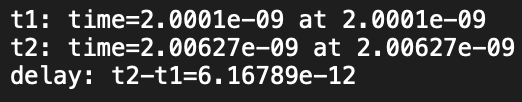 t1: time=2.0001e-09 at 2.0001e-09
t2: time=2.00627e-09 at 2.00627e-09
delay: t2-t1=6.16789e-12